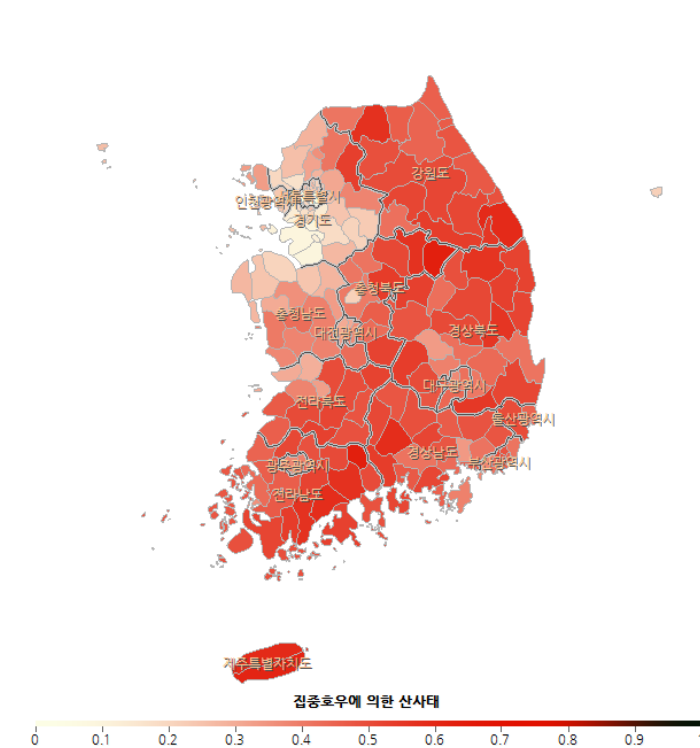 강원도
서울특별시
인천광역시
경기도
충청북도
충청남도
대전광역시
경상북도
대구광역시
전라북도
울산광역시
경상남도
부산광역시
광주광역시
전라남도
제주특별자치도
집중호우에 의한 산사태
0 0.1 0.2 0.3 0.4 0.5 0.6 0.7 0.8 0.9